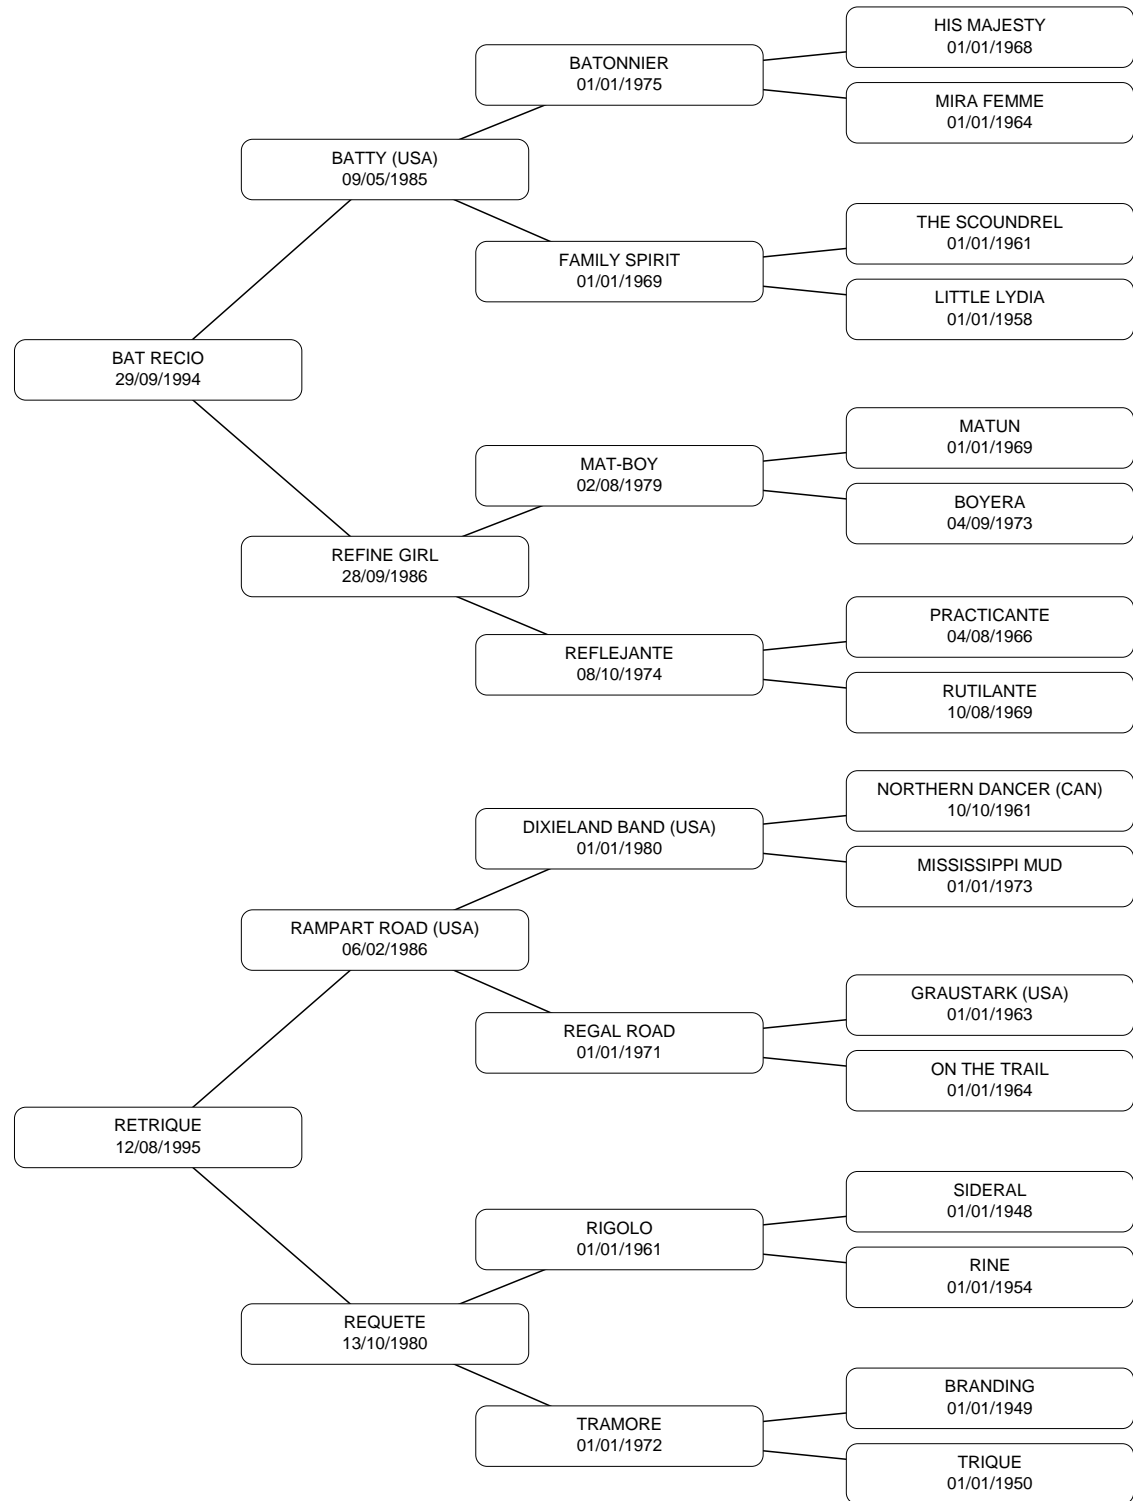 HIS MAJESTY
01/01/1968
BATONNIER
01/01/1975
MIRA FEMME
01/01/1964
BATTY (USA)
09/05/1985
THE SCOUNDREL
01/01/1961
FAMILY SPIRIT
01/01/1969
LITTLE LYDIA
01/01/1958
BAT RECIO
29/09/1994
MATUN
01/01/1969
MAT-BOY
02/08/1979
BOYERA
04/09/1973
REFINE GIRL
28/09/1986
PRACTICANTE
04/08/1966
REFLEJANTE
08/10/1974
RUTILANTE
10/08/1969
NORTHERN DANCER (CAN)
10/10/1961
DIXIELAND BAND (USA)
01/01/1980
MISSISSIPPI MUD
01/01/1973
RAMPART ROAD (USA)
06/02/1986
GRAUSTARK (USA)
01/01/1963
REGAL ROAD
01/01/1971
ON THE TRAIL
01/01/1964
RETRIQUE
12/08/1995
SIDERAL
01/01/1948
RIGOLO
01/01/1961
RINE
01/01/1954
REQUETE
13/10/1980
BRANDING
01/01/1949
TRAMORE
01/01/1972
TRIQUE
01/01/1950